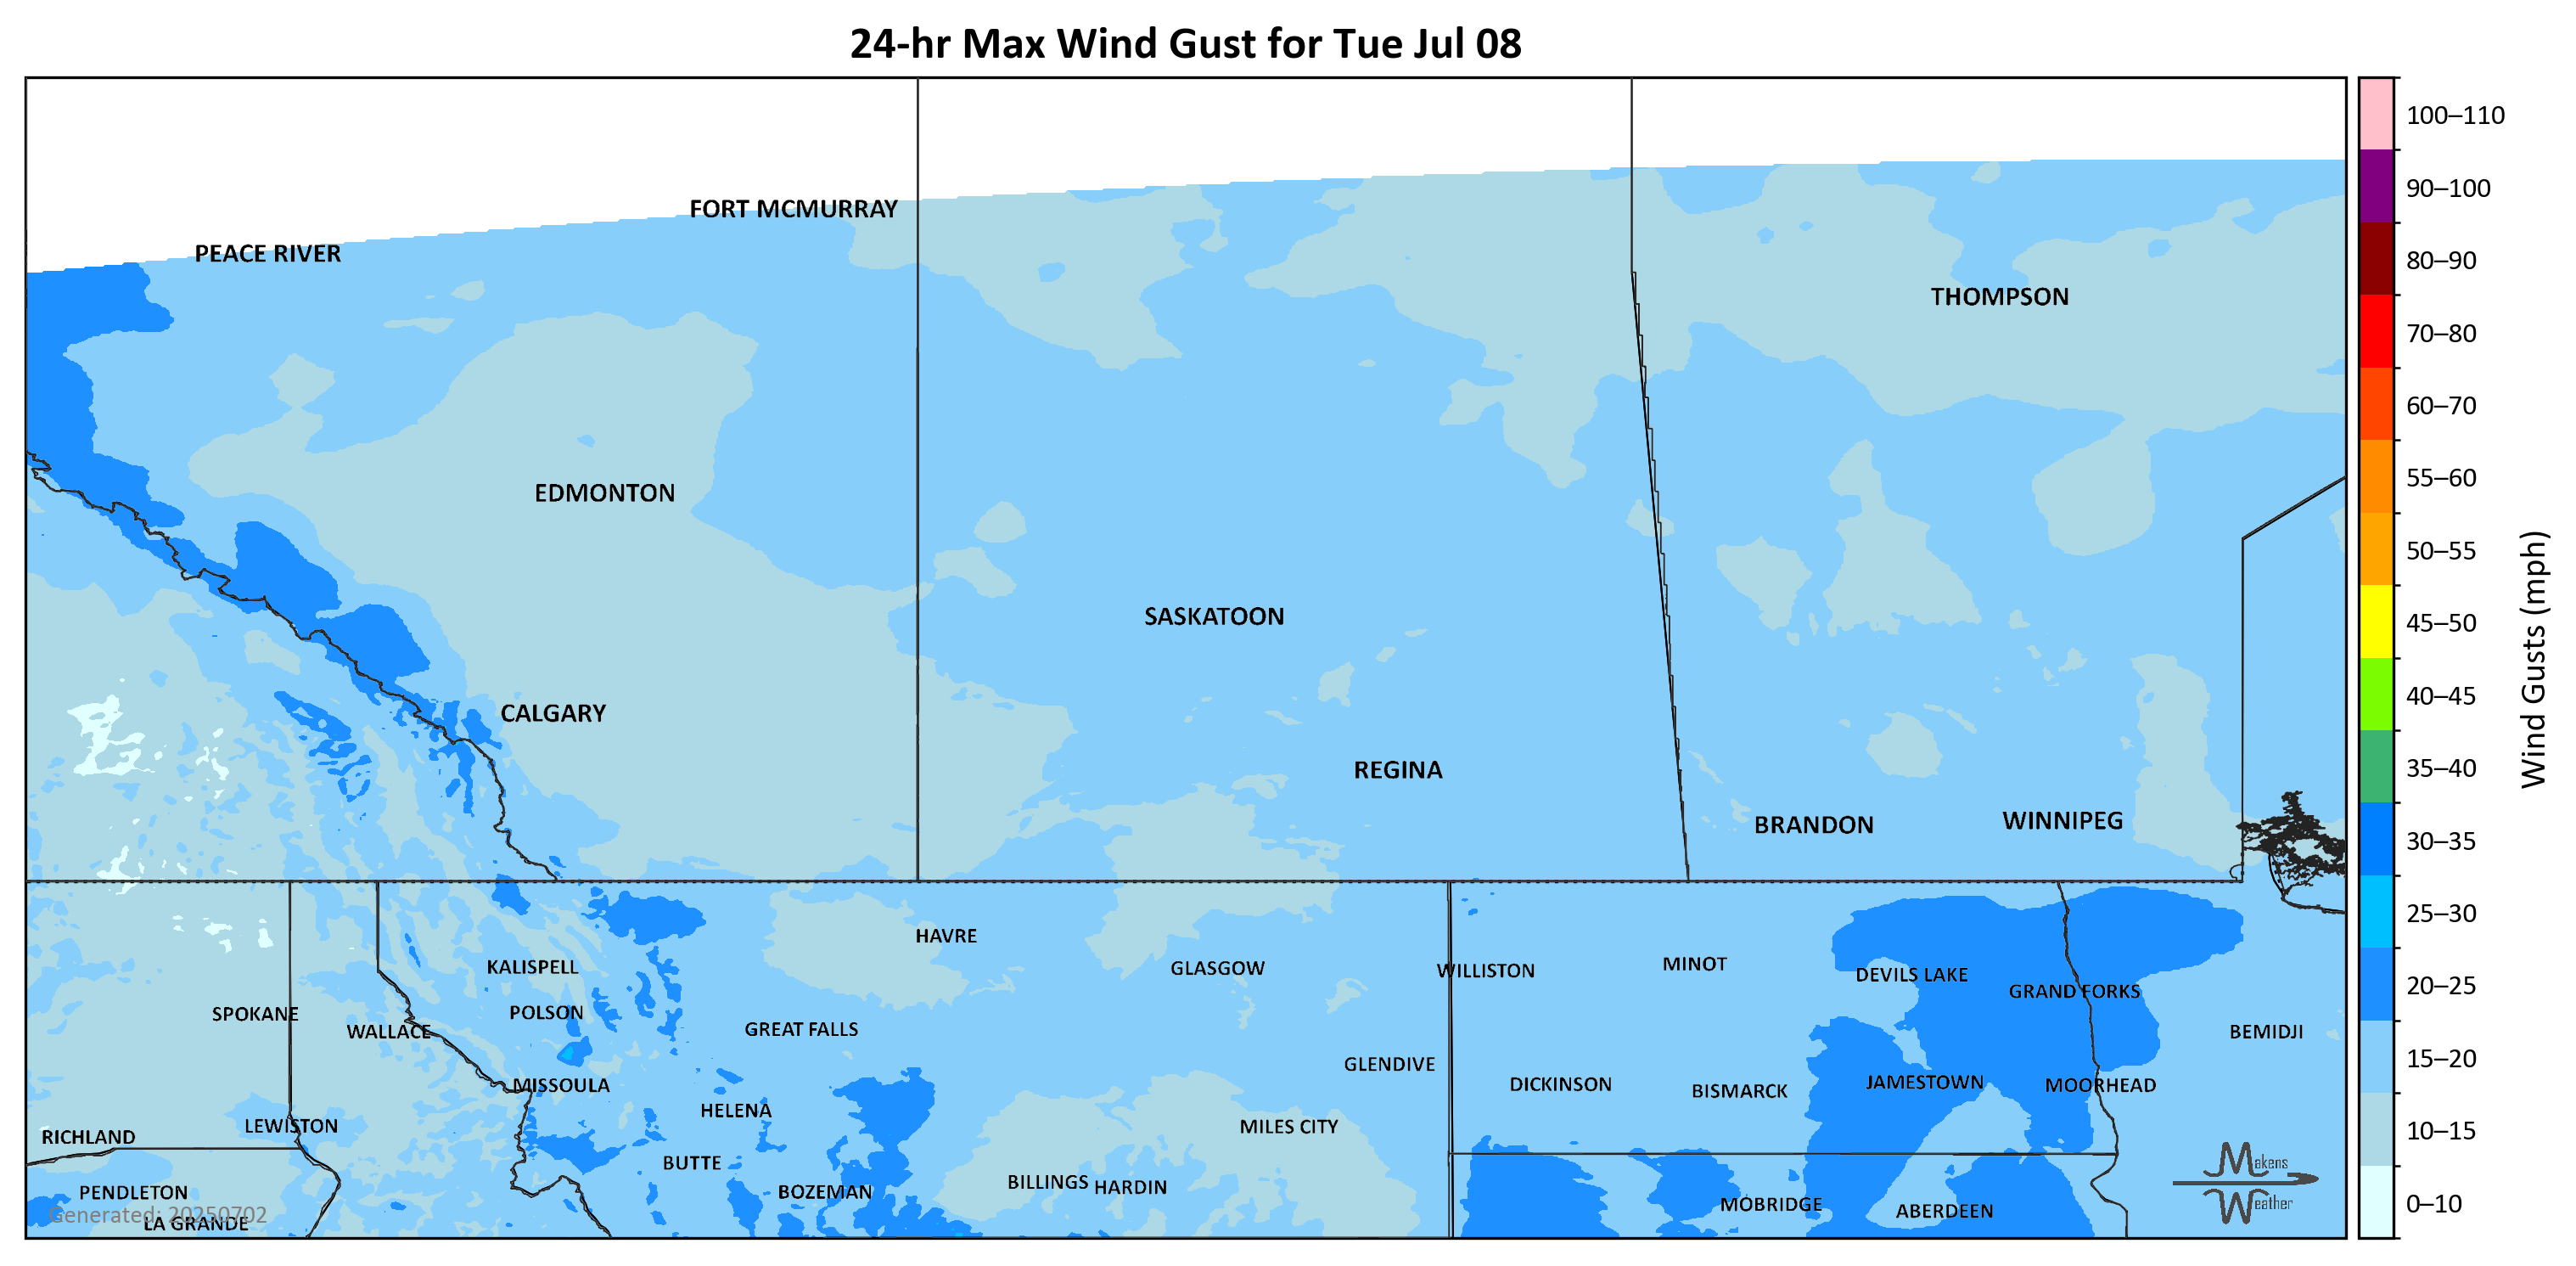 24-hr Max Wind Gust for Tue Jul 08
FORT MCMURRAY
PEACE RIVER
THOMPSON
EDMONTON
SASKATOON
CALGARY
REGINA
BRANDON
WINNIPEG
HAVRE
KALISPELL
GLASGOW
WILLISTON
MINOT
DEVILS LAKE
GRAND FORKS
SPOKANE
POLSON
WALLACE
GREAT FALLS
BEMIDJI
GLENDIVE
MISSOULA
DICKINSON
BISMARCK
JAMESTOWN
MOORHEAD
HELENA
LEWISTON
MILES CITY
RICHLAND
BUTTE
BILLINGS
HARDIN
PENDLETON
BOZEMAN
MOBRIDGE
ABERDEEN
Generated: 20250702
LA GRANDE
Makens
Weather
100–110
90–100
80–90
70–80
60–70
55–60
50–55
45–50
40–45
35–40
30–35
25–30
20–25
15–20
10–15
0–10
Wind Gusts (mph)